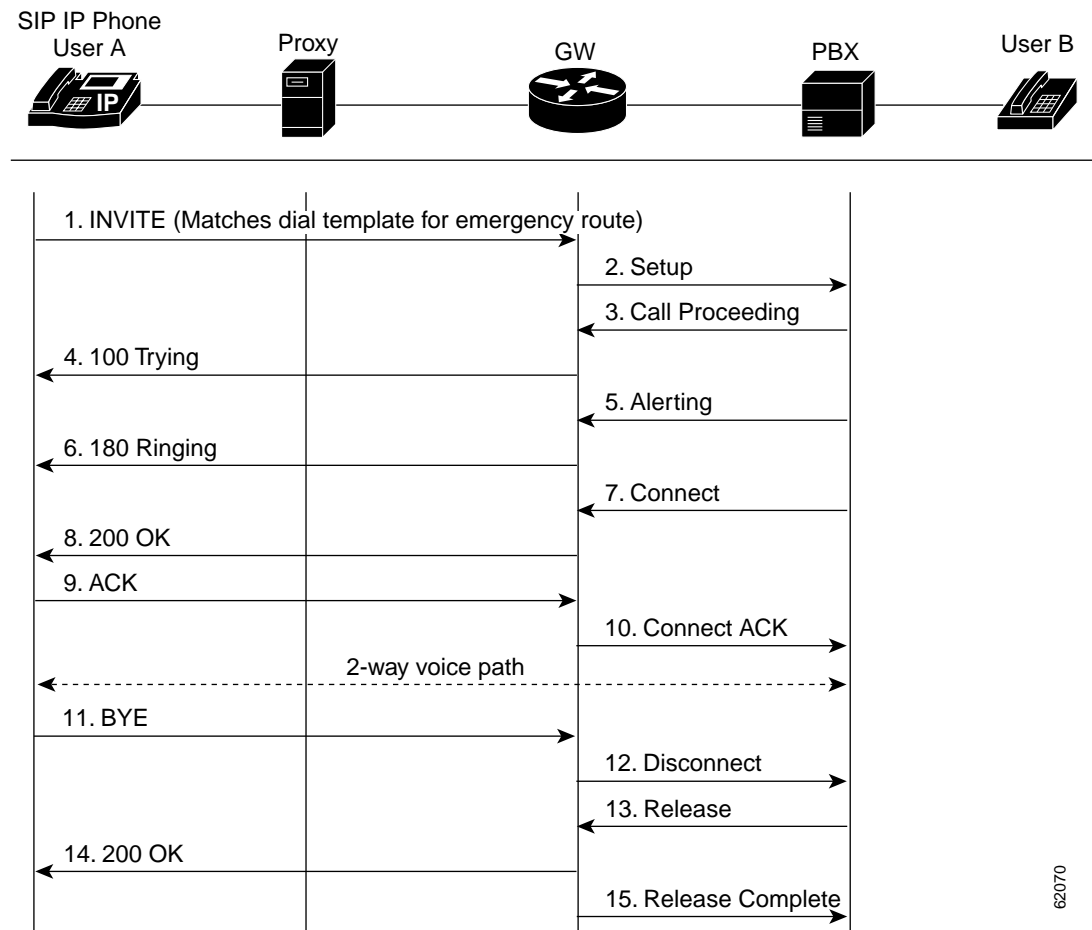 SIP IP Phone
User A
Proxy
GW
PBX
User B
IP
1. INVITE (Matches dial template for emergency route)
2. Setup
3. Call Proceeding
4. 100 Trying
5. Alerting
6. 180 Ringing
7. Connect
8. 200 OK
9. ACK
10. Connect ACK
2-way voice path
11. BYE
12. Disconnect
13. Release
14. 200 OK
15. Release Complete
62070